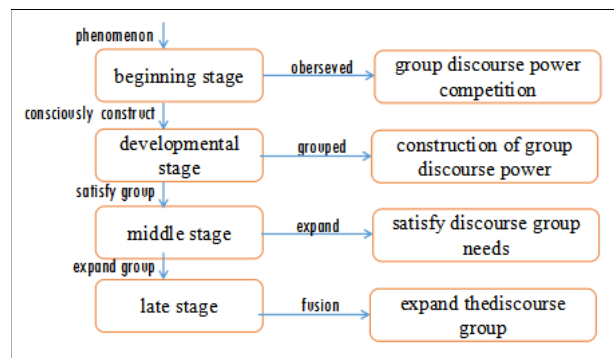 phenomenon
beginning stage
oberseved
group discourse power
competition
consciously construct
developmental
stage
grouped
construction of group
discourse power
satisfy group
middle stage
expand
satisfy discourse group
needs
expand group
late stage
fusion
expand thediscourse
group